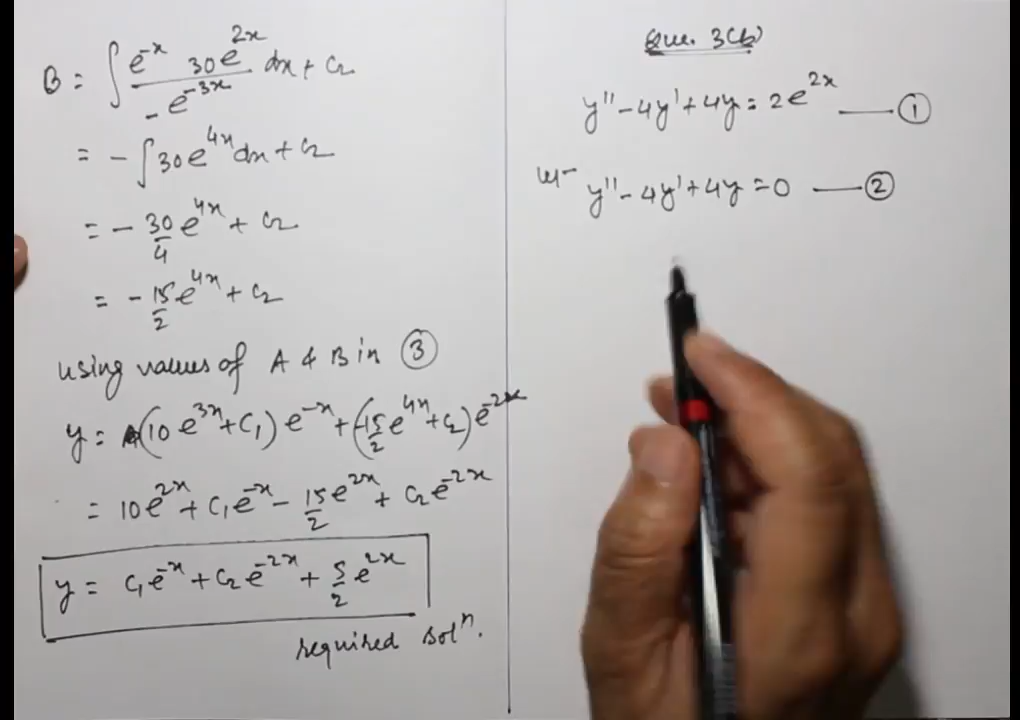 B = ∫ e^-x 30e^2x / -e^-3x dx + c₂
= - ∫ 30e^4x dx + c₂
= - 30/4 e^4x + c₂
= - 15/2 e^4x + c₂
using values of A & B in ③
y = (10e^3x + c₁) e^-x + (-15/2 e^4x + c₂) e^-2x
= 10e^2x + c₁e^-x - 15/2 e^2x + c₂e^-2x
y = c₁e^-x + c₂e^-2x + 5/2 e^2x
required solⁿ.
Que. 3(b)
y'' - 4y' + 4y = 2e^2x —— ①
y'' - 4y' + 4y = 0 —— ②